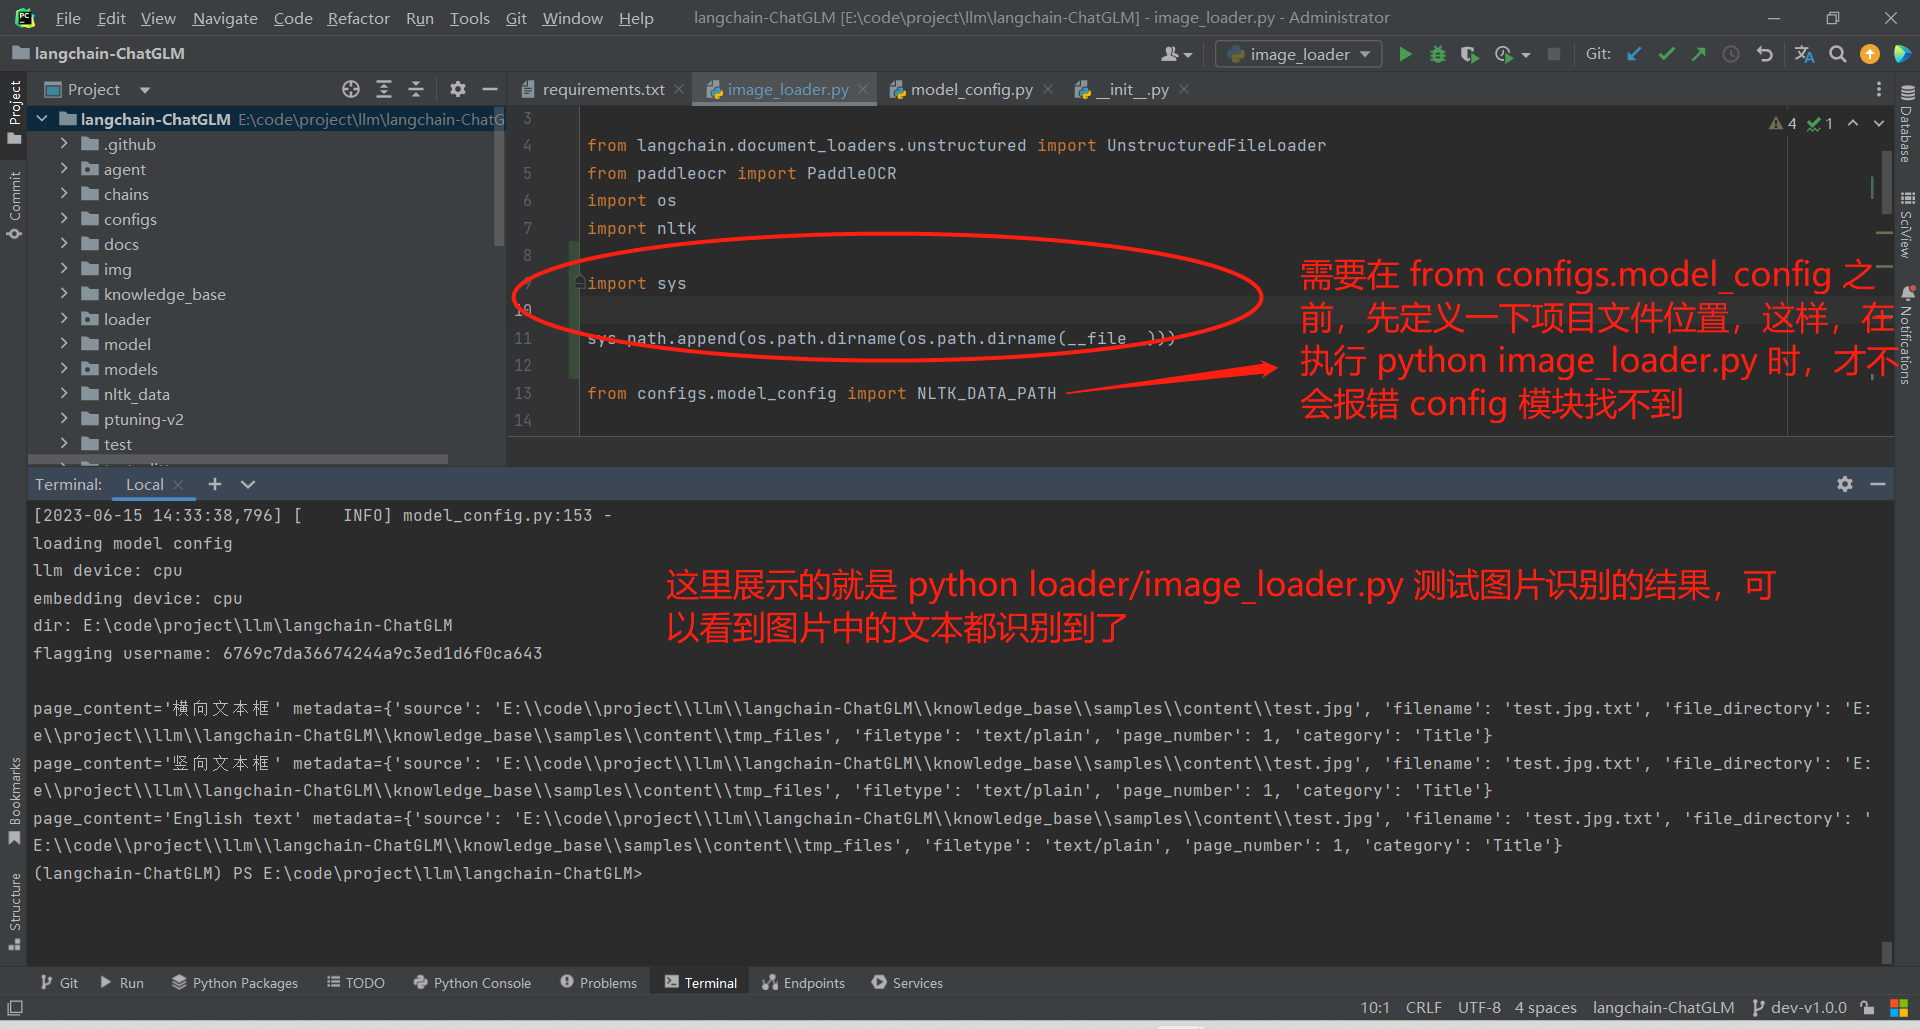 File Edit View Navigate Code Refactor Run Tools Git Window Help langchain-ChatGLM [E:\code\project\llm\langchain-ChatGLM] - image_loader.py - Administrator
langchain-ChatGLM image_loader Git:
Project requirements.txt image_loader.py model_config.py __init__.py
langchain-ChatGLM E:\code\project\llm\langchain-ChatG
.github
agent
chains
configs
docs
img
knowledge_base
loader
model
models
nltk_data
ptuning-v2
test
4 1
3
4 from langchain.document_loaders.unstructured import UnstructuredFileLoader
5 from paddleocr import PaddleOCR
6 import os
7 import nltk
8
9 import sys
10
11 sys.path.append(os.path.dirname(os.path.dirname(__file__)))
12
13 from configs.model_config import NLTK_DATA_PATH
14
需要在 from configs.model_config 之
前，先定义一下项目文件位置，这样，在
执行 python image_loader.py 时，才不
会报错 config 模块找不到
Terminal: Local
[2023-06-15 14:33:38,796] [    INFO] model_config.py:153 -
loading model config
llm device: cpu
embedding device: cpu
dir: E:\code\project\llm\langchain-ChatGLM
flagging username: 6769c7da36674244a9c3ed1d6f0ca643
这里展示的就是 python loader/image_loader.py 测试图片识别的结果，可
以看到图片中的文本都识别到了
page_content='横向文本框' metadata={'source': 'E:\\code\\project\\llm\\langchain-ChatGLM\\knowledge_base\\samples\\content\\test.jpg', 'filename': 'test.jpg.txt', 'file_directory': 'E:
e\\project\\llm\\langchain-ChatGLM\\knowledge_base\\samples\\content\\tmp_files', 'filetype': 'text/plain', 'page_number': 1, 'category': 'Title'}
page_content='竖向文本框' metadata={'source': 'E:\\code\\project\\llm\\langchain-ChatGLM\\knowledge_base\\samples\\content\\test.jpg', 'filename': 'test.jpg.txt', 'file_directory': 'E:
e\\project\\llm\\langchain-ChatGLM\\knowledge_base\\samples\\content\\tmp_files', 'filetype': 'text/plain', 'page_number': 1, 'category': 'Title'}
page_content='English text' metadata={'source': 'E:\\code\\project\\llm\\langchain-ChatGLM\\knowledge_base\\samples\\content\\test.jpg', 'filename': 'test.jpg.txt', 'file_directory': '
E:\\code\\project\\llm\\langchain-ChatGLM\\knowledge_base\\samples\\content\\tmp_files', 'filetype': 'text/plain', 'page_number': 1, 'category': 'Title'}
(langchain-ChatGLM) PS E:\code\project\llm\langchain-ChatGLM>
Project
Commit
Bookmarks
Structure
Database
SciView
Notifications
Git Run Python Packages TODO Python Console Problems Terminal Endpoints Services
10:1 CRLF UTF-8 4 spaces langchain-ChatGLM dev-v1.0.0